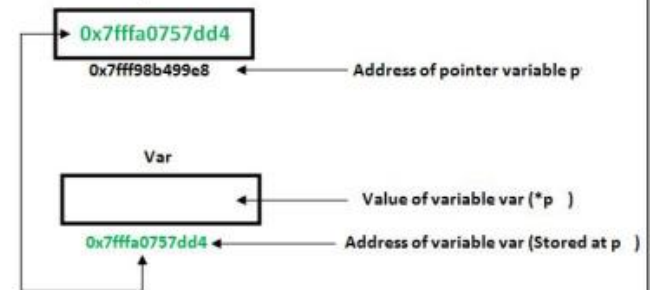 0x7fffa0757dd4
0x7fff98b499e8 Address of pointer variable p
Var
Value of variable var (*p )
0x7fffa0757dd4 Address of variable var (Stored at p )